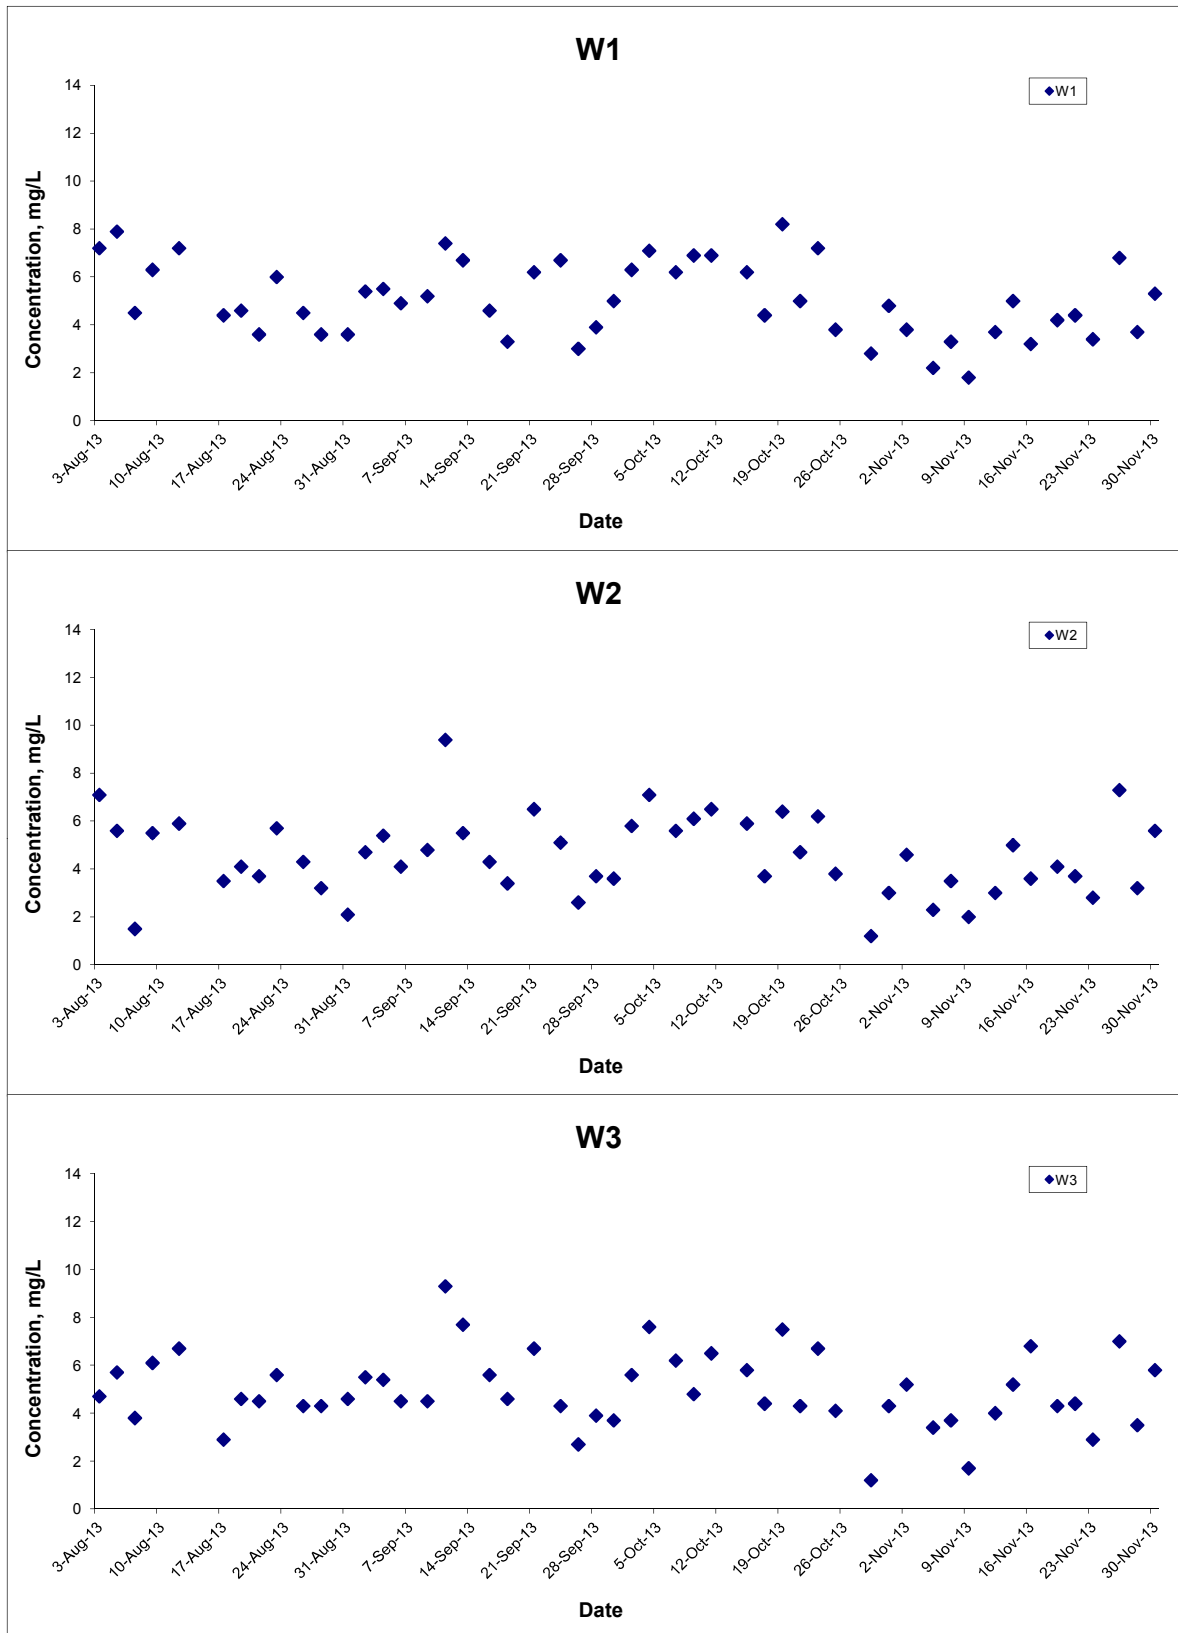 W1
W1
14
12
10
8
6
4
2
0
Concentration, mg/L
3-Aug-13
10-Aug-13
17-Aug-13
24-Aug-13
31-Aug-13
7-Sep-13
14-Sep-13
21-Sep-13
28-Sep-13
5-Oct-13
12-Oct-13
19-Oct-13
26-Oct-13
2-Nov-13
9-Nov-13
16-Nov-13
23-Nov-13
30-Nov-13
Date
W2
W2
14
12
10
8
6
4
2
0
Concentration, mg/L
3-Aug-13
10-Aug-13
17-Aug-13
24-Aug-13
31-Aug-13
7-Sep-13
14-Sep-13
21-Sep-13
28-Sep-13
5-Oct-13
12-Oct-13
19-Oct-13
26-Oct-13
2-Nov-13
9-Nov-13
16-Nov-13
23-Nov-13
30-Nov-13
Date
W3
W3
14
12
10
8
6
4
2
0
Concentration, mg/L
3-Aug-13
10-Aug-13
17-Aug-13
24-Aug-13
31-Aug-13
7-Sep-13
14-Sep-13
21-Sep-13
28-Sep-13
5-Oct-13
12-Oct-13
19-Oct-13
26-Oct-13
2-Nov-13
9-Nov-13
16-Nov-13
23-Nov-13
30-Nov-13
Date